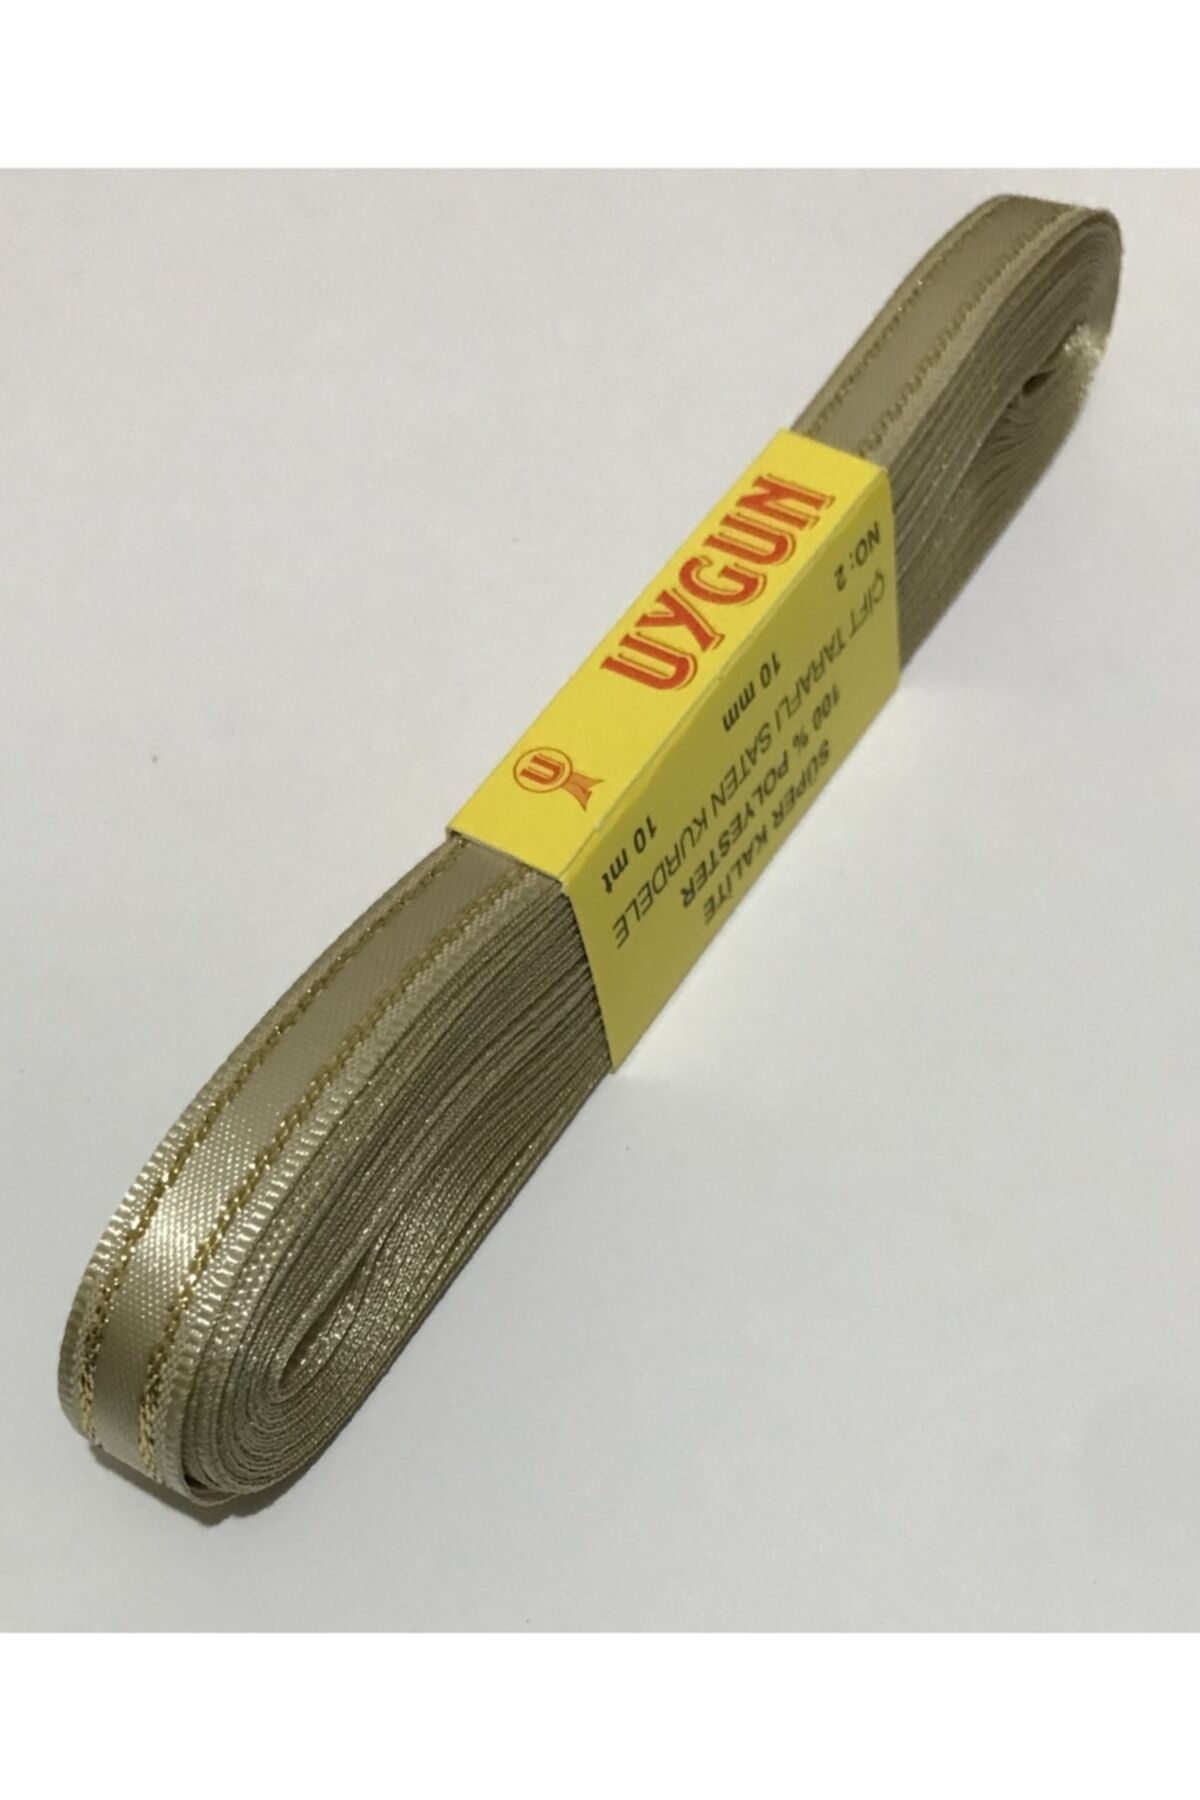 UYGUN
U
SÜPER KALİTE
100 % POLYESTER
ÇİFT TARAFLI SATEN KURDELE
NO: 2 10 mm 10 mt